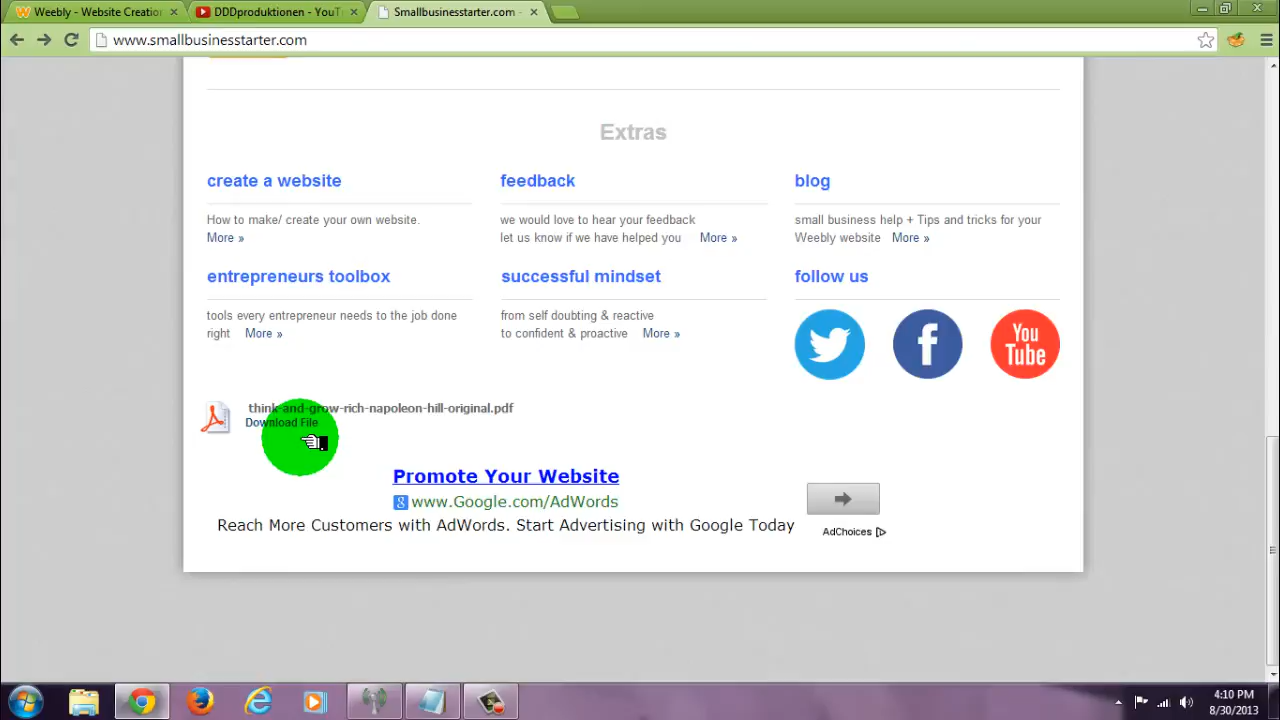 Weebly - Website Creation
DDDproduktionen - YouT
Smallbusinesstarter.com -
www.smallbusinesstarter.com
Extras
create a website
feedback
blog
How to make/ create your own website.
More »
we would love to hear your feedback
let us know if we have helped you More »
small business help + Tips and tricks for your
Weebly website More »
entrepreneurs toolbox
successful mindset
follow us
tools every entrepreneur needs to the job done
right More »
from self doubting & reactive
to confident & proactive More »
You
Tube
think-and-grow-rich-napoleon-hill-original.pdf
Download File
Promote Your Website
www.Google.com/AdWords
Reach More Customers with AdWords. Start Advertising with Google Today
AdChoices
4:10 PM
8/30/2013